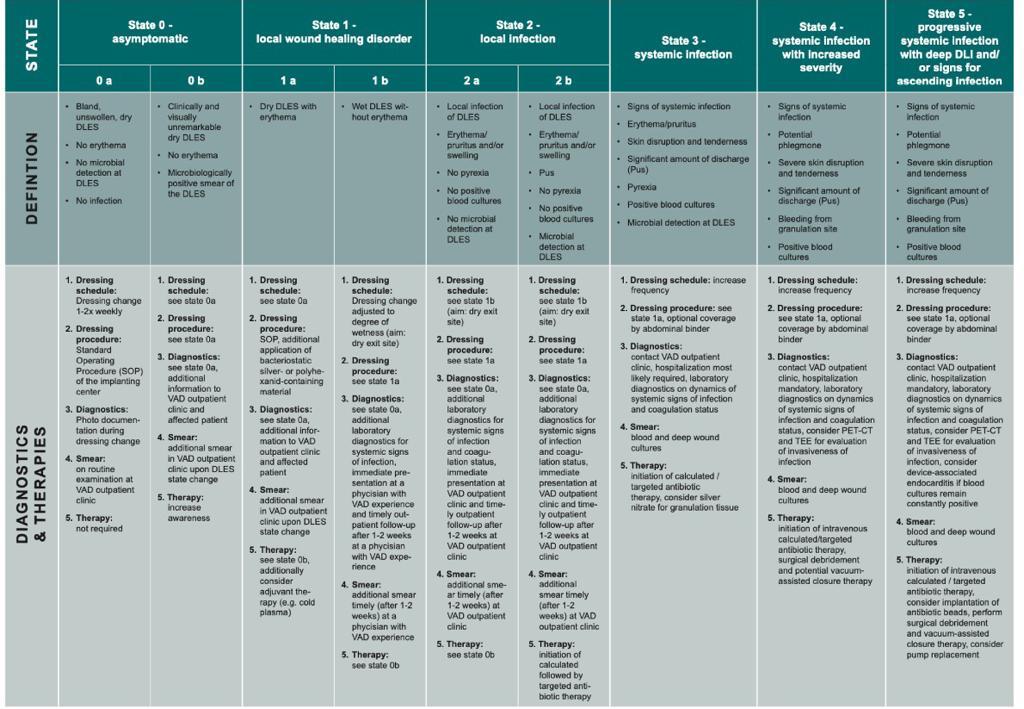 STATE
State 0 -
asymptomatic
0 a
0 b
State 1 -
local wound healing disorder
1 a
1 b
State 2 -
local infection
2 a
2 b
State 3 -
systemic infection
State 4 -
systemic infection
with increased
severity
State 5 -
progressive
systemic infection
with deep DLI and/
or signs for
ascending infection
DEFINTION
• Bland,
unswollen, dry
DLES
• No erythema
• No microbial
detection at
DLES
• No infection
• Clinically and
visually
unremarkable
dry DLES
• No erythema
• Microbiologically
positive smear of
the DLES
• Dry DLES with
erythema
• Wet DLES wit-
hout erythema
• Local infection
of DLES
• Erythema/
pruritus and/or
swelling
• No pyrexia
• No positive
blood cultures
• No microbial
detection at
DLES
• Local infection
of DLES
• Erythema/
pruritus and/or
swelling
• Pus
• No pyrexia
• No positive
blood cultures
• Microbial
detection at
DLES
• Signs of systemic infection
• Erythema/pruritus
• Skin disruption and tenderness
• Significant amount of discharge
(Pus)
• Pyrexia
• Positive blood cultures
• Microbial detection at DLES
• Signs of systemic
infection
• Potential
phlegmone
• Severe skin disruption
and tenderness
• Significant amount of
discharge (Pus)
• Bleeding from
granulation site
• Positive blood
cultures
• Signs of systemic
infection
• Potential
phlegmone
• Severe skin disruption
and tenderness
• Significant amount of
discharge (Pus)
• Bleeding from
granulation site
• Positive blood
cultures
DIAGNOSTICS
& THERAPIES
1. Dressing
schedule:
Dressing change
1-2x weekly
2. Dressing
procedure:
Standard
Operating
Procedure (SOP)
of the implanting
center
3. Diagnostics:
Photo documen-
tation during
dressing change
4. Smear:
on routine
examination at
VAD outpatient
clinic
5. Therapy:
not required
1. Dressing
schedule:
see state 0a
2. Dressing
procedure:
see state 0a
3. Diagnostics:
see state 0a,
additional
information to
VAD outpatient
clinic and
affected patient
4. Smear:
additional smear
in VAD outpatient
clinic upon DLES
state change
5. Therapy:
increase
awareness
1. Dressing
schedule:
see state 0a
2. Dressing
procedure:
SOP, additional
application of
bacteriostatic
silver- or polyhe-
xanid-containing
material
3. Diagnostics:
see state 0a,
additional infor-
mation to VAD
outpatient clinic
and affected
patient
4. Smear:
additional smear
in VAD outpatient
clinic upon DLES
state change
5. Therapy:
see state 0b,
additionally
consider
adjuvant the-
rapy (e.g. cold
plasma)
1. Dressing
schedule:
Dressing change
adjusted to
degree of
wetness (aim:
dry exit site)
2. Dressing
procedure:
see state 1a
3. Diagnostics:
see state 0a,
additional
laboratory
diagnostics for
systemic signs
of infection,
immediate pre-
sentation at a
phycisian with
VAD experience
and timely out-
patient follow-up
after 1-2 weeks
at a phycisian
with VAD expe-
rience
4. Smear:
additional smear
timely (after 1-2
weeks) at a
phycisian with
VAD experience
5. Therapy:
see state 0b
1. Dressing
schedule:
see state 1b
(aim: dry exit
site)
2. Dressing
procedure:
see state 1a
3. Diagnostics:
see state 0a,
additional
laboratory
diagnostics for
systemic signs
of infection
and coagu-
lation status,
immediate
presentation at
VAD outpatient
clinic and time-
ly outpatient
follow-up after
1-2 weeks at
VAD outpatient
clinic
4. Smear:
additional sme-
ar timely (after
1-2 weeks) at
VAD outpatient
clinic
5. Therapy:
see state 0b
1. Dressing
schedule:
see state 1b
(aim: dry exit
site)
2. Dressing
procedure:
see state 1a
3. Diagnostics:
see state 0a,
additional
laboratory
diagnostics for
systemic signs
of infection
and coagu-
lation status,
immediate
presentation at
VAD outpatient
clinic and time-
ly outpatient
follow-up after
1-2 weeks at
VAD outpatient
clinic
4. Smear:
additional
smear timely
(after 1-2
weeks) at VAD
outpatient clinic
5. Therapy:
initiation of
calculated
followed by
targeted anti-
biotic therapy
1. Dressing schedule: increase
frequency
2. Dressing procedure: see
state 1a, optional coverage
by abdominal binder
3. Diagnostics:
contact VAD outpatient
clinic, hospitalization most
likely required, laboratory
diagnostics on dynamics of
systemic signs of infection
and coagulation status
4. Smear:
blood and deep wound
cultures
5. Therapy:
initiation of calculated /
targeted antibiotic
therapy, consider silver
nitrate for granulation tissue
1. Dressing schedule:
increase frequency
2. Dressing procedure:
see state 1a, optional
coverage by abdominal
binder
3. Diagnostics:
contact VAD outpatient
clinic, hospitalization
mandatory, laboratory
diagnostics on dynamics
of systemic signs of
infection and coagulation
status, consider PET-CT
and TEE for evaluation
of invasiveness of
infection
4. Smear:
blood and deep wound
cultures
5. Therapy:
initiation of intravenous
calculated/targeted
antibiotic therapy,
surgical debridement
and potential vacuum-
assisted closure therapy
1. Dressing schedule:
increase frequency
2. Dressing procedure:
see state 1a, optional
coverage by abdominal
binder
3. Diagnostics:
contact VAD outpatient
clinic, hospitalization
mandatory, laboratory
diagnostics on dynamics
of systemic signs of
infection and coagulation
status, consider PET-CT
and TEE for evaluation
of invasiveness of
infection, consider
device-associated
endocarditis if blood
cultures remain
constantly positive
4. Smear:
blood and deep wound
cultures
5. Therapy:
initiation of intravenous
calculated / targeted
antibiotic therapy,
consider implantation of
antibiotic beads, perform
surgical debridement
and vacuum-assisted
closure therapy, consider
pump replacement